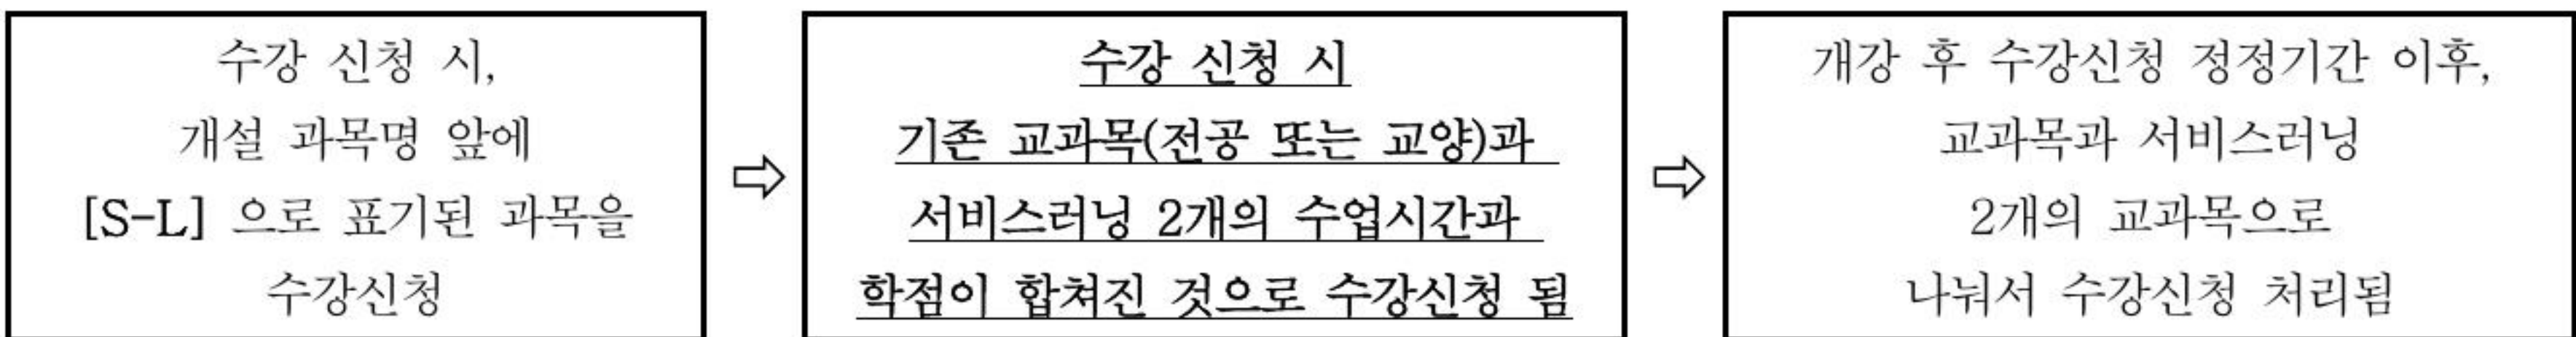 수강 신청 시,
개설 과목명 앞에
[S-L] 으로 표기된 과목을
수강신청
⇨
수강 신청 시
기존 교과목(전공 또는 교양)과
서비스러닝 2개의 수업시간과
학점이 합쳐진 것으로 수강신청 됨
⇨
개강 후 수강신청 정정기간 이후,
교과목과 서비스러닝
2개의 교과목으로
나눠서 수강신청 처리됨